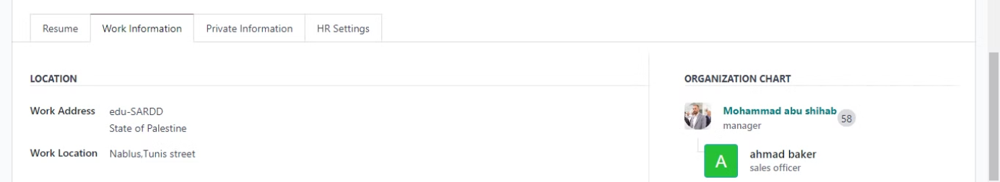 Resume
Work Information
Private Information
HR Settings
LOCATION
Work Address
edu-SARDD
State of Palestine
Work Location
Nablus,Tunis street
ORGANIZATION CHART
Mohammad abu shihab
58
manager
A
ahmad baker
sales officer